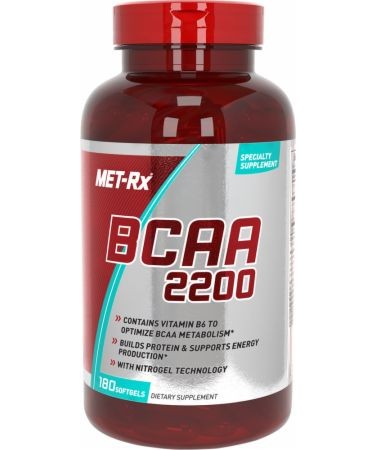 SPECIALTY
SUPPLEMENT
MET-Rx
BCAA
2200
» CONTAINS VITAMIN B6 TO
OPTIMIZE BCAA METABOLISM*
» BUILDS PROTEIN & SUPPORTS ENERGY
PRODUCTION*
» WITH NITROGEL TECHNOLOGY
180 SOFTGELS
DIETARY SUPPLEMENT